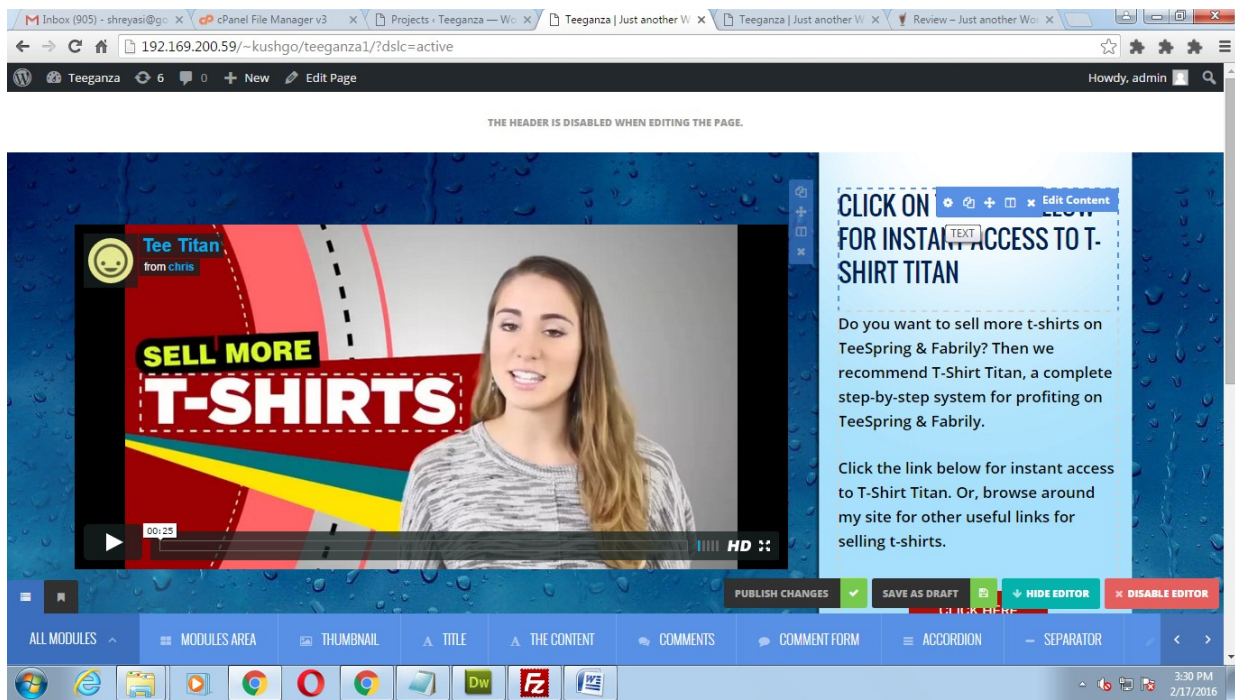 Inbox (905) - shreyasi@go
cPanel File Manager v3
Projects ‹ Teeganza — Wo
Teeganza | Just another W
Teeganza | Just another W
Review – Just another Wor
192.169.200.59/~kushgo/teeganza1/?dslc=active
Teeganza 6 0 + New Edit Page
Howdy, admin
THE HEADER IS DISABLED WHEN EDITING THE PAGE.
Tee Titan
from chris
SELL MORE
T-SHIRTS
00:25
HD
Edit Content
TEXT
CLICK ON
FOR INSTANT ACCESS TO T-
SHIRT TITAN
Do you want to sell more t-shirts on
TeeSpring & Fabrily? Then we
recommend T-Shirt Titan, a complete
step-by-step system for profiting on
TeeSpring & Fabrily.
Click the link below for instant access
to T-Shirt Titan. Or, browse around
my site for other useful links for
selling t-shirts.
CLICK HERE
PUBLISH CHANGES
SAVE AS DRAFT
HIDE EDITOR
DISABLE EDITOR
ALL MODULES
MODULES AREA
THUMBNAIL
TITLE
THE CONTENT
COMMENTS
COMMENT FORM
ACCORDION
SEPARATOR
Dw
Fz
3:30 PM
2/17/2016